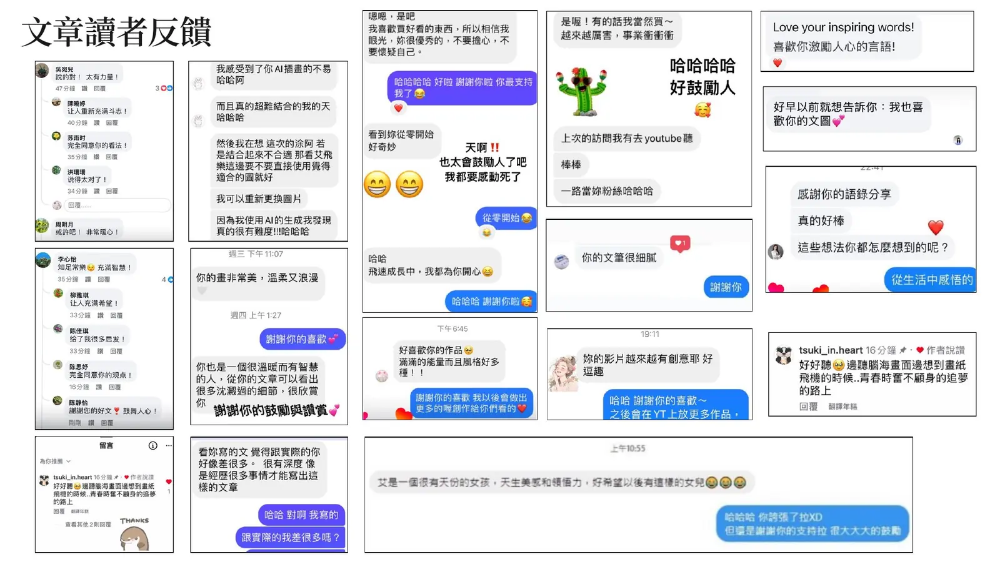 文章讀者反饋
吳宛兒
說的對！ 太有力量！
47分鐘 讚 回覆
3
陳曉婷
让人重新充满斗志！
40分鐘 讚 回覆
苏雨时
完全同意你的看法！
35分鐘 讚 回覆
洪珊珊
说得太对了！
34分鐘 讚 回覆
回覆......
周明月
或許吧！ 非常暖心！
李心怡
知足常樂😏 充滿智慧！
35分鐘 讚 回覆
4
柳雅琪
让人充满希望！
33分鐘 讚 回覆
陈佳琪
给了我很多启发！
33分鐘 讚 回覆
陈思妤
完全同意你的观点！
16分鐘 讚 回覆
陈静怡
謝謝您的好文❣️ 鼓舞人心！
剛剛 讚 回覆
留言
為你推薦
tsuki_in.heart 16分鐘 · ❤️ 作者說讚
好好聽🥹邊聽腦海畫面邊想到畫紙
飛機的時候..青春時奮不顧身的追夢
的路上
1
回覆 翻譯年糕
查看其他2則回覆
THANKS
我感受到了你AI插畫的不易
哈哈阿
而且真的超難結合的我的天
哈哈哈
然後我在想 這次的涂阿 若
是結合起來不合適 那看艾飛
樂這邊要不要直接使用覺得
適合的圖就好
我可以重新更換圖片
因為我使用AI的生成我發現
真的很有難度!!!哈哈哈
週三 下午11:07
你的畫非常美，溫柔又浪漫
🤍
週四 上午1:27
謝謝你的喜歡💕
你也是一個很溫暖而有智慧
的人，從你的文章可以看出
很多沈澱過的細節，很欣賞
你
謝謝你的鼓勵與讚賞💕
看妳寫的文 覺得跟實際的你
好像差很多。 很有深度 像
是經歷很多事情才能寫出這
樣的文章
哈哈 對啊 我寫的
跟實際的我差很多嗎？
嗯嗯，是吧
我喜歡買好看的東西，所以相信我
眼光，妳很優秀的，不要擔心，不
要懷疑自己。
哈哈哈哈 好啦 謝謝你啦 你最支持
我了😂
❤️
看到妳從零開始
好奇妙
天啊‼️
也太會鼓勵人了吧
我都要感動死了
😁😁
從零開始😂
😂
哈哈
飛速成長中，我都為你開心😆
哈哈哈 謝謝你啦🥰
下午6:45
好喜歡你的作品🥹
滿滿的能量而且風格好多
種！！
謝謝你的喜歡 我以後會做出
更多的喔創作給你們看的❤️
是喔！有的話我當然買～
越來越厲害，事業衝衝衝
哈哈哈哈
好鼓勵人
🥰
上次的訪問我有去youtube聽
棒棒
一路當妳粉絲哈哈哈
1
你的文筆很細膩
謝謝你
19:11
妳的影片越來越有創意耶 好
逗趣
哈哈 謝謝你的喜歡～
之後會在YT上放更多作品，
Love your inspiring words!
喜歡你激勵人心的言語!
❤️
好早以前就想告訴你：我也喜
歡你的文圖💕
22:41
感謝你的語錄分享
真的好棒
這些想法你都怎麼想到的呢？
從生活中感悟的
tsuki_in.heart 16分鐘 · ❤️ 作者說讚
好好聽🥹邊聽腦海畫面邊想到畫紙
飛機的時候..青春時奮不顧身的追夢
的路上
回覆 翻譯年糕
上午10:55
艾是一個很有天份的女孩，天生美感和領悟力，好希望以後有這樣的女兒😂😂😂
哈哈哈 你誇張了拉XD
但還是謝謝你的支持拉 很大大大的鼓勵